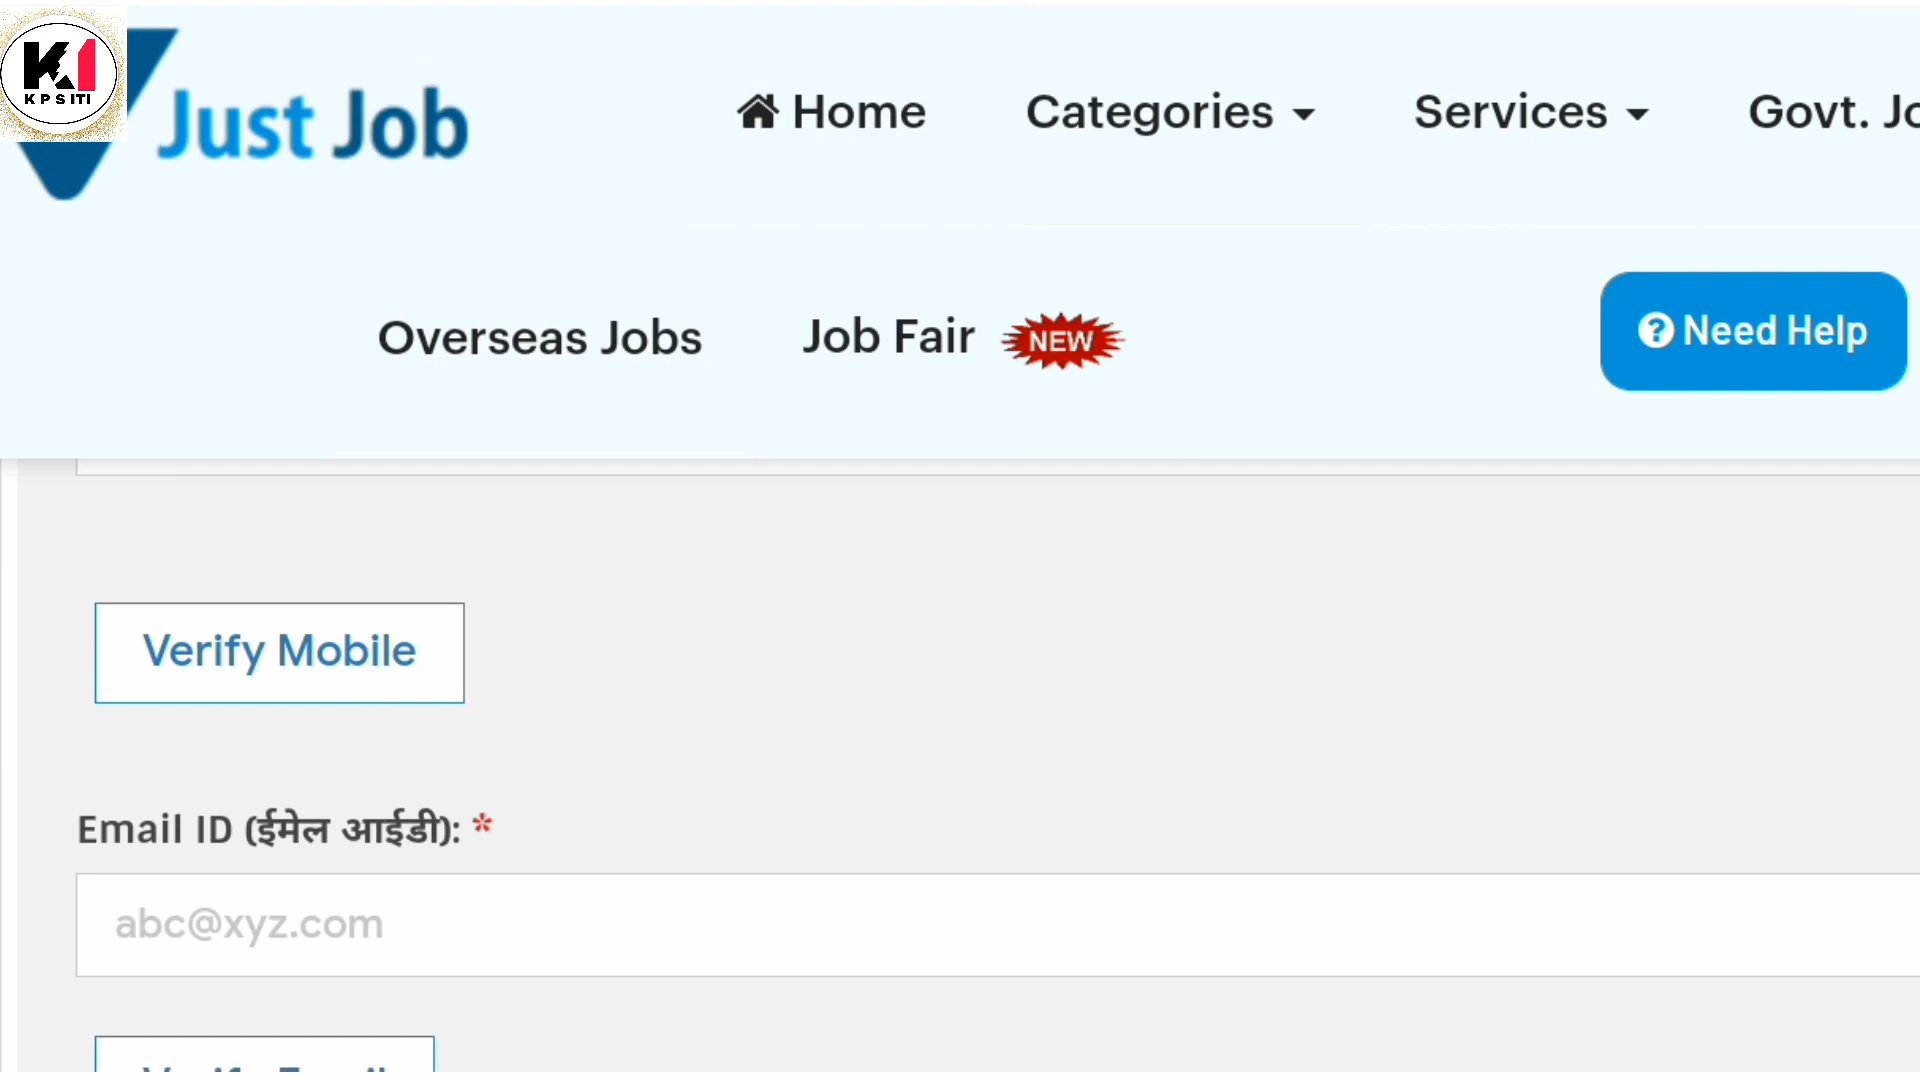 K1
KPSITI
Just Job
Home
Categories
Services
Govt.
Overseas Jobs
Job Fair
NEW
Need Help
Verify Mobile
Email ID (ईमेल आईडी): *
abc@xyz.com